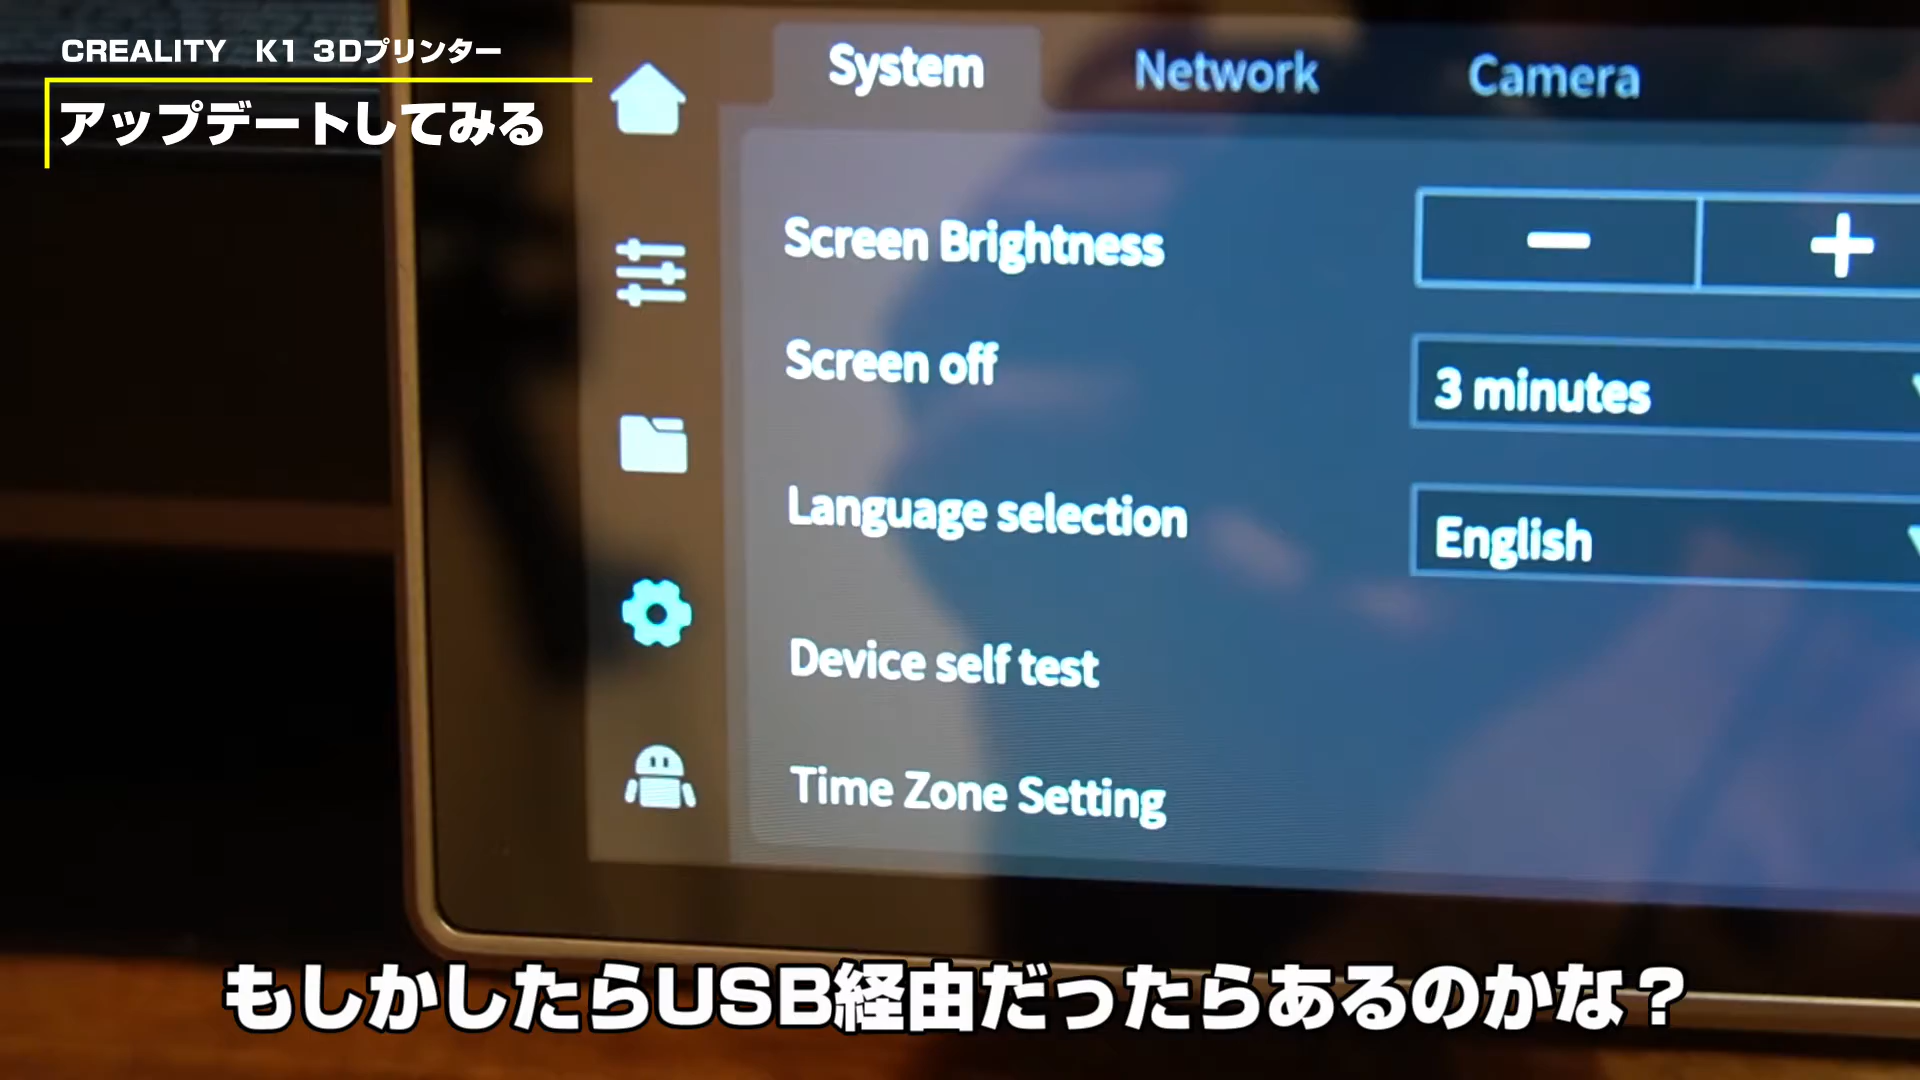 CREALITY K1 3Dプリンター
アップデートしてみる
System
Network
Camera
Screen Brightness
Screen off
3 minutes
Language selection
English
Device self test
Time Zone Setting
もしかしたらUSB経由だったらあるのかな？